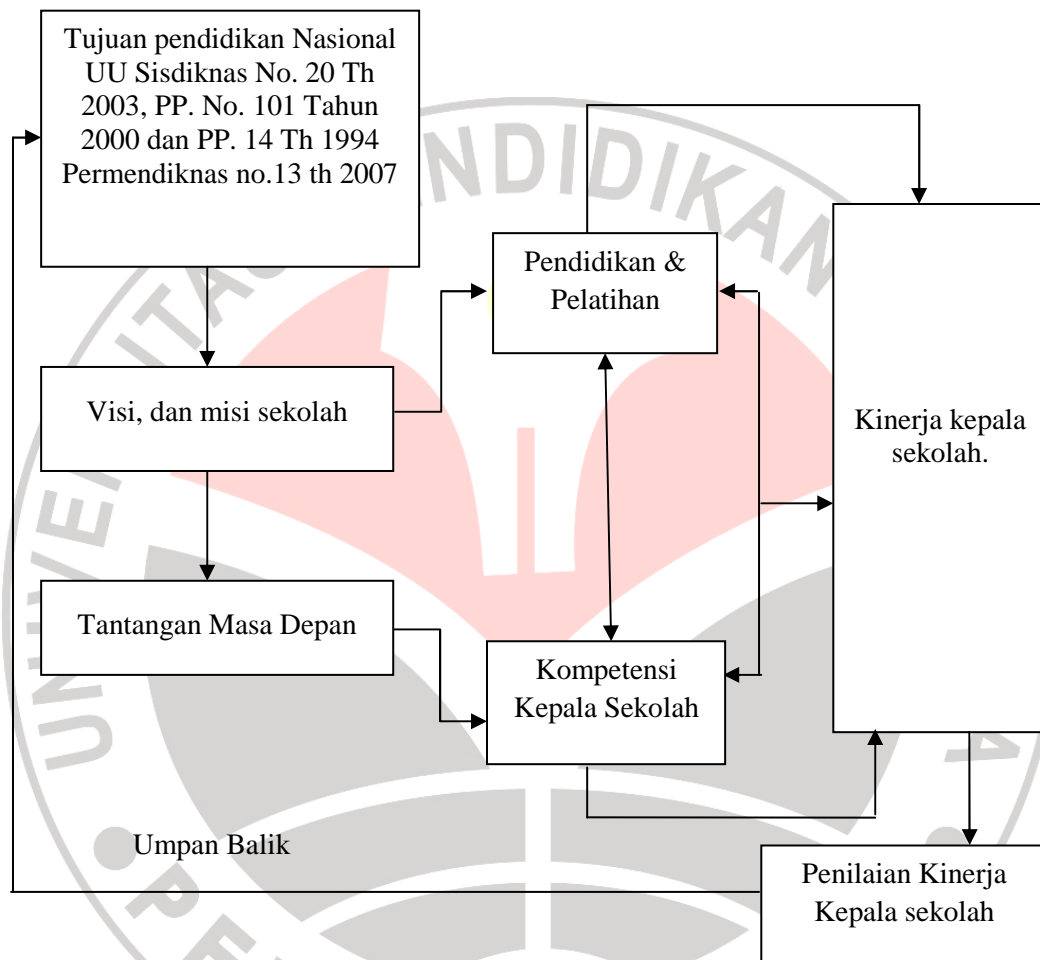 Tujuan pendidikan Nasional
UU Sisdiknas No. 20 Th
2003, PP. No. 101 Tahun
2000 dan PP. 14 Th 1994
Permendiknas no.13 th 2007
Pendidikan &
Pelatihan
Visi, dan misi sekolah
Kinerja kepala
sekolah.
Tantangan Masa Depan
Kompetensi
Kepala Sekolah
Umpan Balik
Penilaian Kinerja
Kepala sekolah